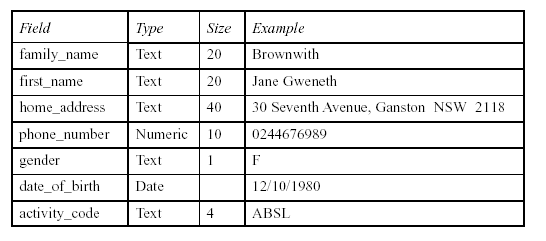 Field Type Size Example
family_name Text 20 Brownwith
first_name Text 20 Jane Gweneth
home_address Text 40 30 Seventh Avenue, Ganston NSW 2118
phone_number Numeric 10 0244676989
gender Text 1 F
date_of_birth Date 12/10/1980
activity_code Text 4 ABSL